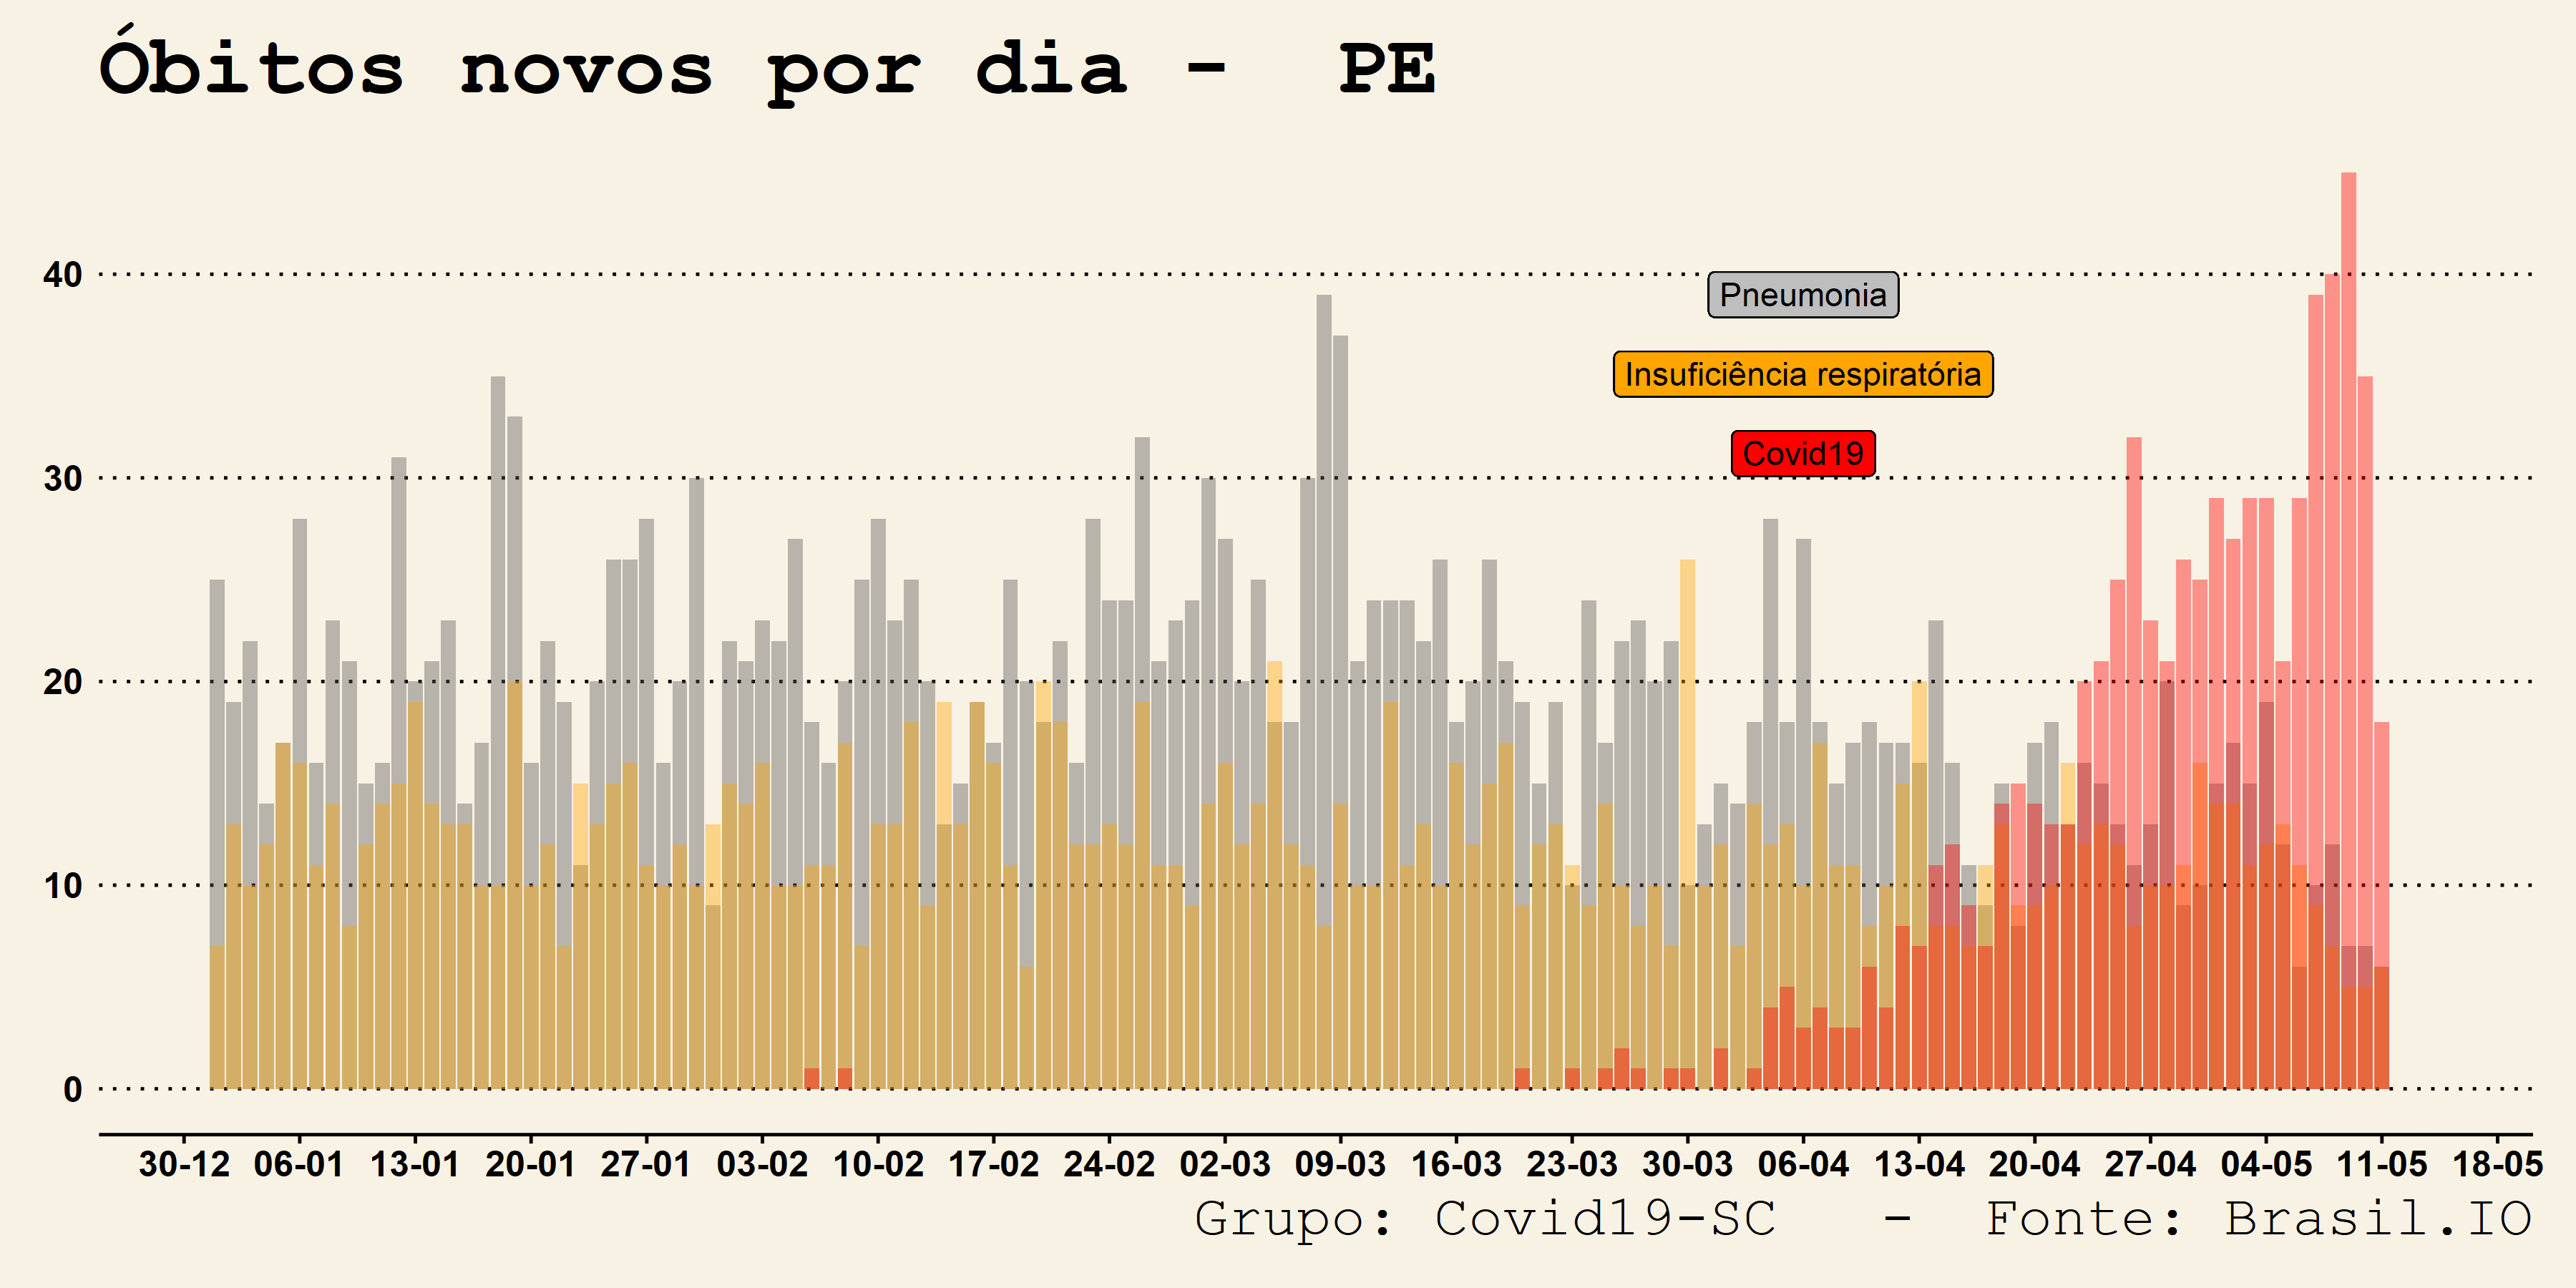 Óbitos novos por dia - PE
40
Pneumonia
Insuficiência respiratória
Covid19
30
20
10
0
30-12 06-01 13-01 20-01 27-01 03-02 10-02 17-02 24-02 02-03 09-03 16-03 23-03 30-03 06-04 13-04 20-04 27-04 04-05 11-05 18-05
Grupo: Covid19-SC - Fonte: Brasil.IO